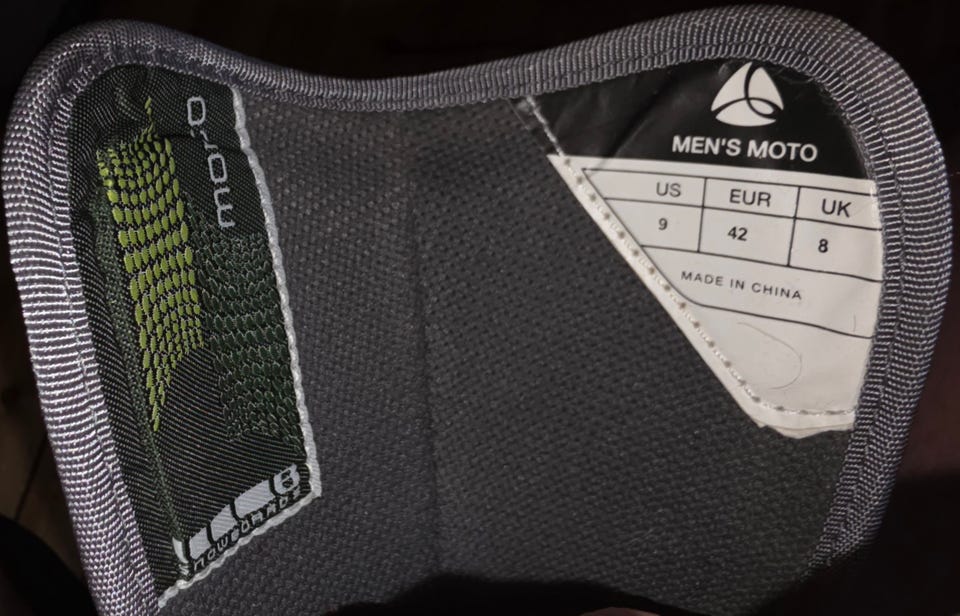 moto
MEN'S MOTO
US EUR UK
9 42 8
MADE IN CHINA